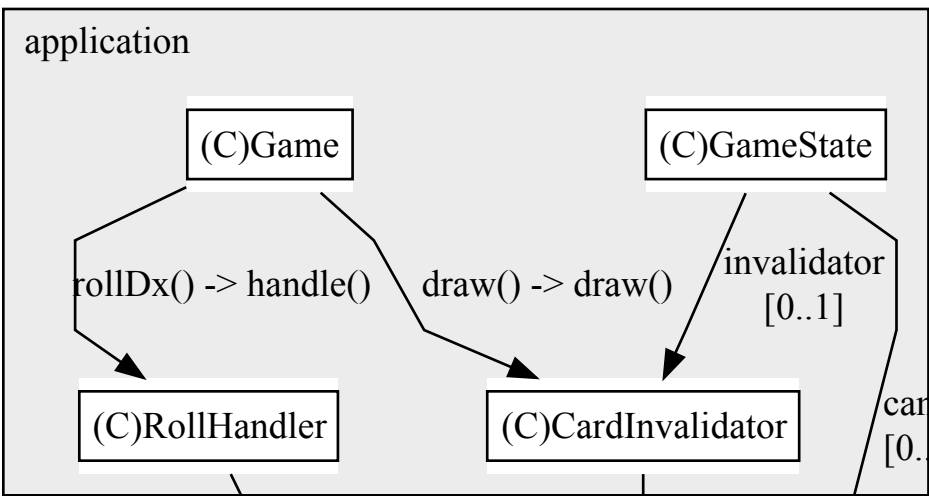 application
(C)Game
(C)GameState
rollDx() -> handle()
draw() -> draw()
invalidator
[0..1]
(C)RollHandler
(C)CardInvalidator